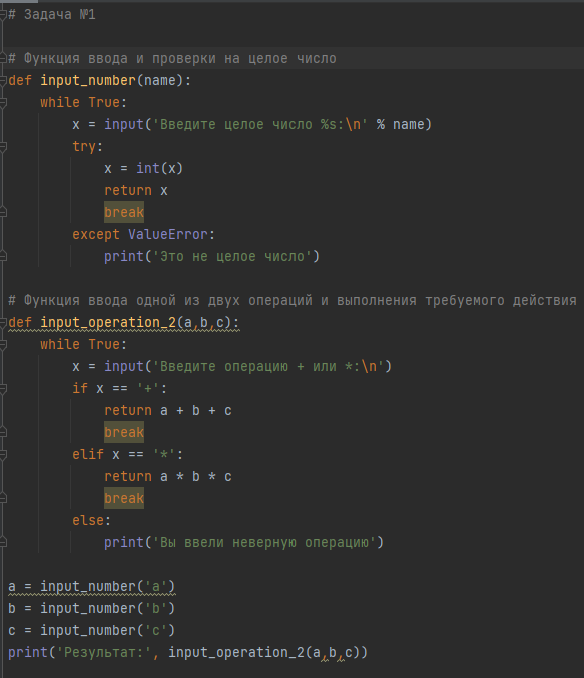 # Задача №1
# Функция ввода и проверки на целое число
def input_number(name):
    while True:
        x = input('Введите целое число %s:\n' % name)
        try:
            x = int(x)
            return x
            break
        except ValueError:
            print('Это не целое число')
# Функция ввода одной из двух операций и выполнения требуемого действия
def input_operation_2(a,b,c):
    while True:
        x = input('Введите операцию + или *:\n')
        if x == '+':
            return a + b + c
            break
        elif x == '*':
            return a * b * c
            break
        else:
            print('Вы ввели неверную операцию')
a = input_number('a')
b = input_number('b')
c = input_number('c')
print('Результат:', input_operation_2(a,b,c))